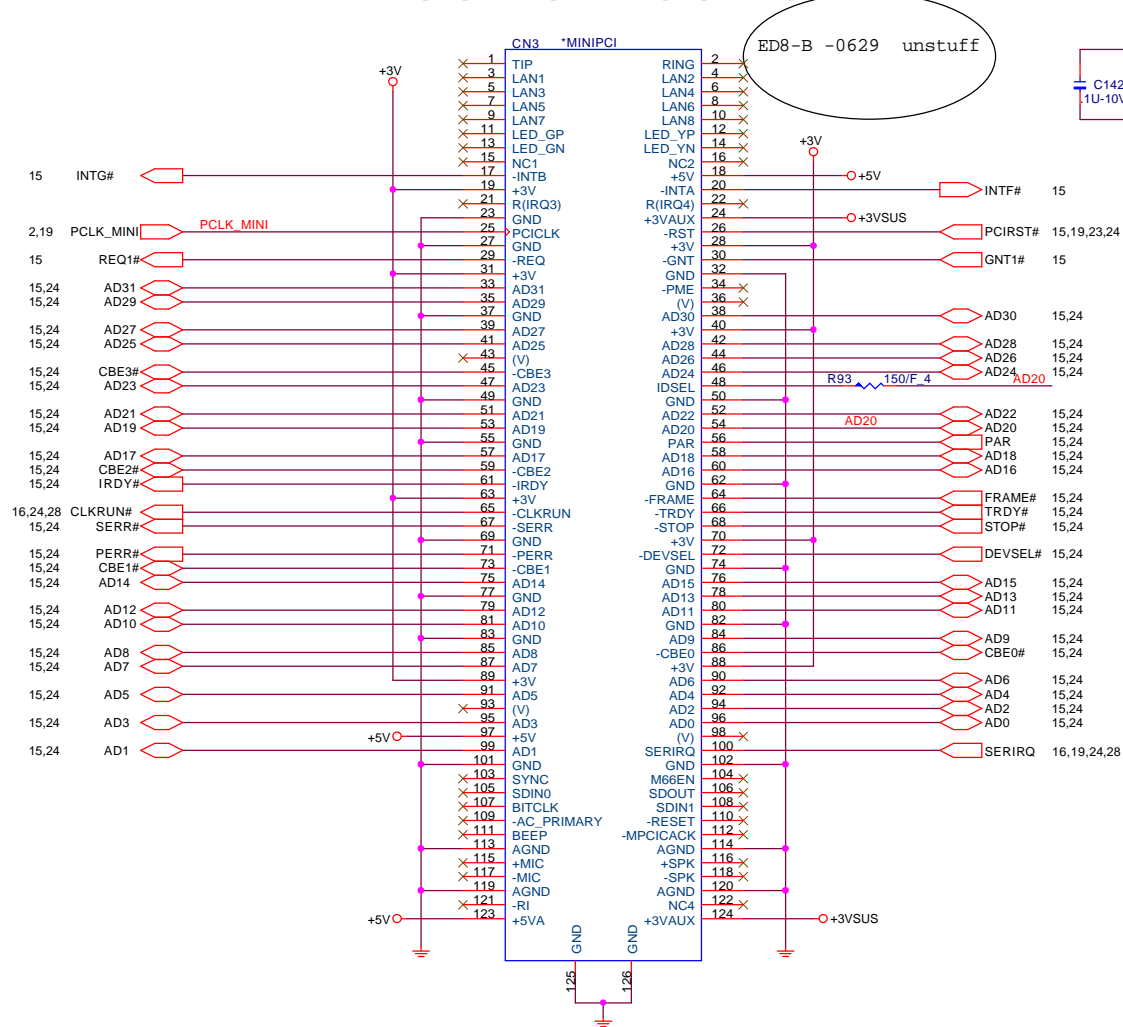 CN3 *MINIPCI
ED8-B -0629 unstuff
C142
.1U-10V
+3V
+3V
1 TIP RING 2
3 LAN1 LAN2 4
5 LAN3 LAN4 6
7 LAN5 LAN6 8
9 LAN7 LAN8 10
11 LED_GP LED_YP 12
13 LED_GN LED_YN 14
15 NC1 NC2 16
15 INTG# 17 -INTB +5V 18 +5V
19 +3V -INTA 20 INTF# 15
21 R(IRQ3) R(IRQ4) 22
23 GND +3VAUX 24 +3VSUS
2,19 PCLK_MINI PCLK_MINI 25 PCICLK -RST 26 PCIRST# 15,19,23,24
27 GND +3V 28
15 REQ1# 29 -REQ -GNT 30 GNT1# 15
31 +3V GND 32
15,24 AD31 33 AD31 -PME 34
15,24 AD29 35 AD29 (V) 36
37 GND AD30 38 AD30 15,24
15,24 AD27 39 AD27 +3V 40
15,24 AD25 41 AD25 AD28 42 AD28 15,24
43 (V) AD26 44 AD26 15,24
15,24 CBE3# 45 -CBE3 AD24 46 AD24 15,24
15,24 AD23 47 AD23 IDSEL 48 R93 150/F_4 AD20
49 GND GND 50
15,24 AD21 51 AD21 AD22 52 AD22 15,24
15,24 AD19 53 AD19 AD20 54 AD20 AD20 15,24
55 GND PAR 56 PAR 15,24
15,24 AD17 57 AD17 AD18 58 AD18 15,24
15,24 CBE2# 59 -CBE2 AD16 60 AD16 15,24
15,24 IRDY# 61 -IRDY GND 62
63 +3V -FRAME 64 FRAME# 15,24
16,24,28 CLKRUN# 65 -CLKRUN -TRDY 66 TRDY# 15,24
15,24 SERR# 67 -SERR -STOP 68 STOP# 15,24
69 GND +3V 70
15,24 PERR# 71 -PERR -DEVSEL 72 DEVSEL# 15,24
15,24 CBE1# 73 -CBE1 GND 74
15,24 AD14 75 AD14 AD15 76 AD15 15,24
77 GND AD13 78 AD13 15,24
15,24 AD12 79 AD12 AD11 80 AD11 15,24
15,24 AD10 81 AD10 GND 82
83 GND AD9 84 AD9 15,24
15,24 AD8 85 AD8 -CBE0 86 CBE0# 15,24
15,24 AD7 87 AD7 +3V 88
89 +3V AD6 90 AD6 15,24
15,24 AD5 91 AD5 AD4 92 AD4 15,24
93 (V) AD2 94 AD2 15,24
15,24 AD3 95 AD3 AD0 96 AD0 15,24
+5V 97 +5V (V) 98
15,24 AD1 99 AD1 SERIRQ 100 SERIRQ 16,19,24,28
101 GND GND 102
103 SYNC M66EN 104
105 SDIN0 SDOUT 106
107 BITCLK SDIN1 108
109 -AC_PRIMARY -RESET 110
111 BEEP -MPCICACK 112
113 AGND AGND 114
115 +MIC +SPK 116
117 -MIC -SPK 118
119 AGND AGND 120
121 -RI NC4 122
+5V 123 +5VA +3VAUX 124 +3VSUS
GND GND
125 126